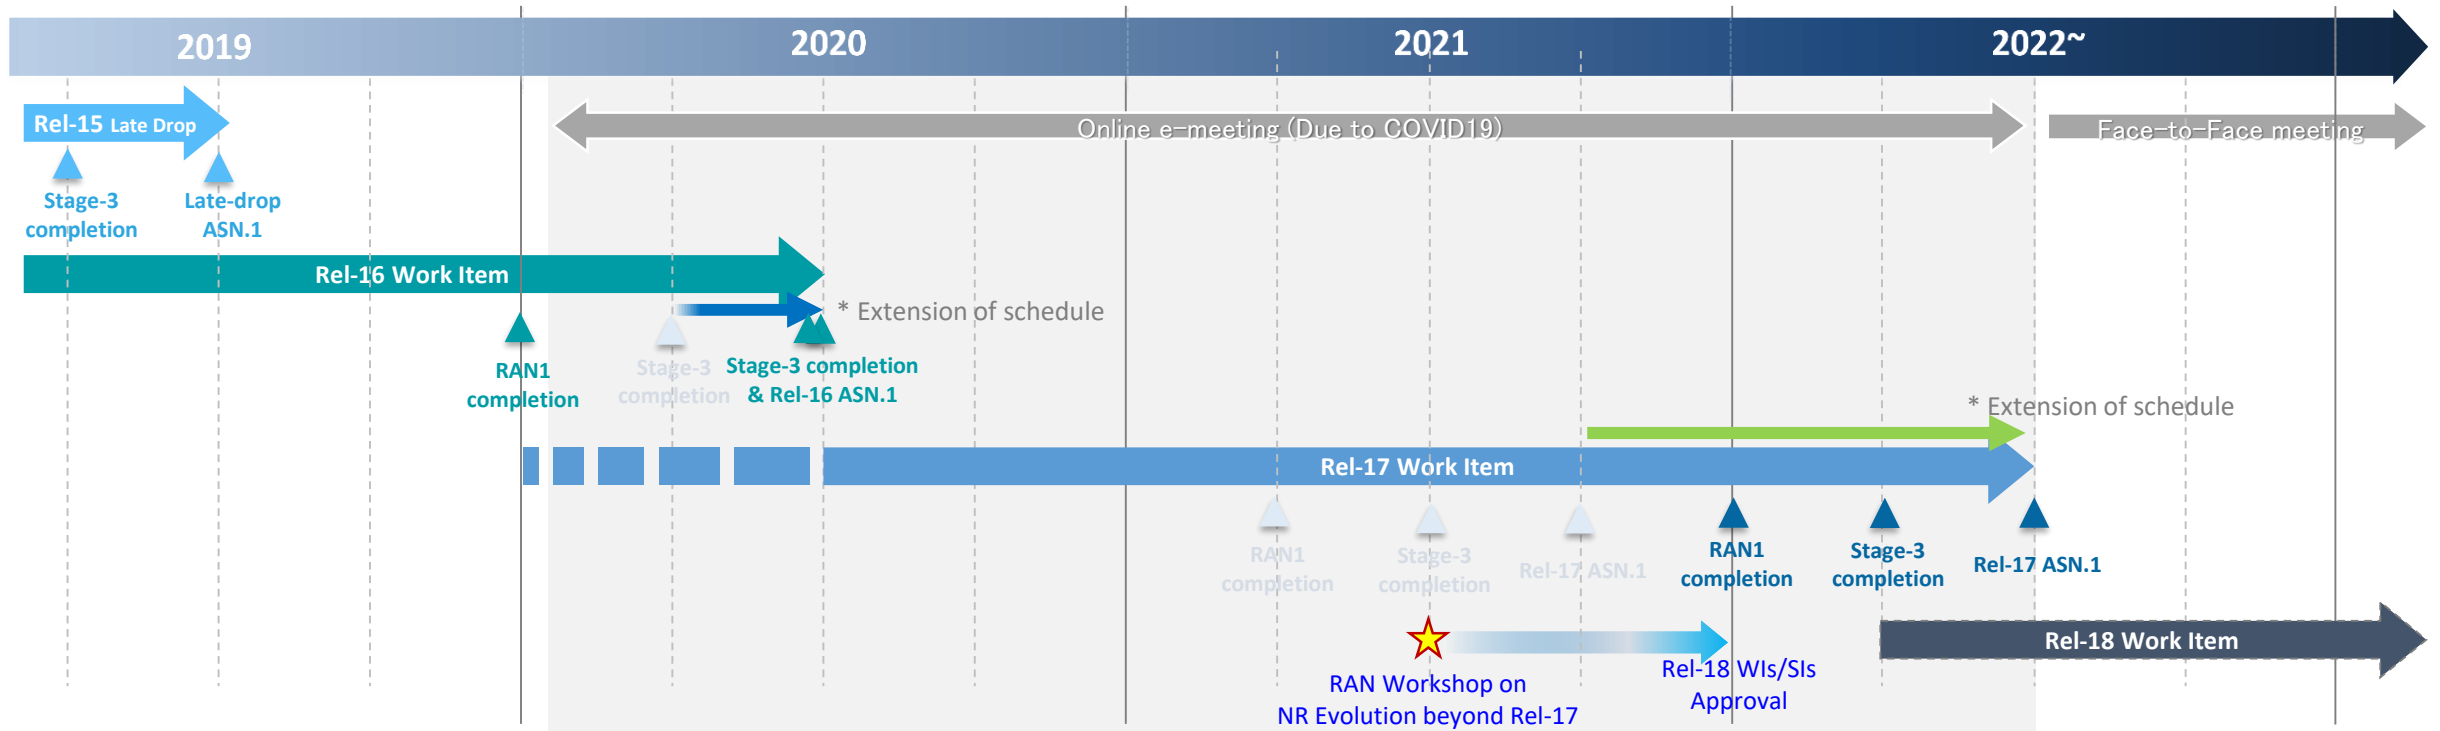 2019
2020
2021
2022~
Rel-15 Late Drop
Online e-meeting (Due to COVID19)
Face-to-Face meeting
Stage-3
completion
Late-drop
ASN.1
Rel-16 Work Item
* Extension of schedule
RAN1
completion
Stage-3
completion
Stage-3 completion
& Rel-16 ASN.1
* Extension of schedule
Rel-17 Work Item
RAN1
completion
Stage-3
completion
Rel-17 ASN.1
RAN1
completion
Stage-3
completion
Rel-17 ASN.1
Rel-18 Work Item
RAN Workshop on
NR Evolution beyond Rel-17
Rel-18 WIs/SIs
Approval